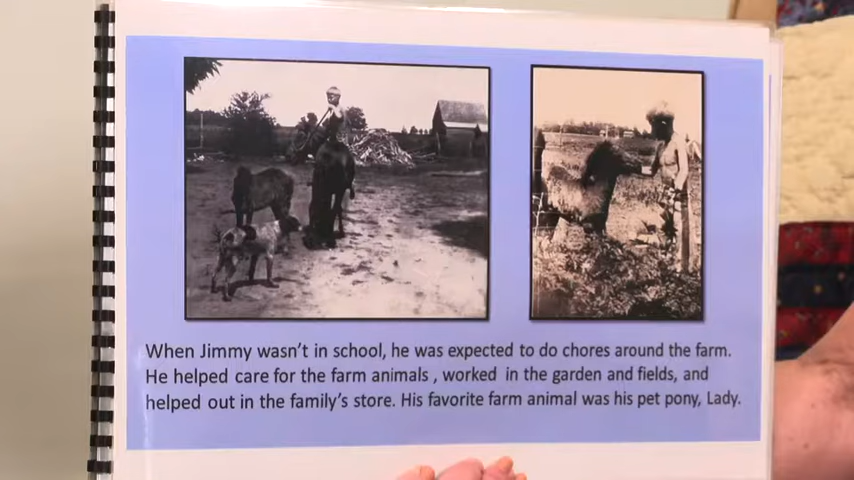 When Jimmy wasn't in school, he was expected to do chores around the farm.
He helped care for the farm animals , worked in the garden and fields, and
helped out in the family's store. His favorite farm animal was his pet pony, Lady.